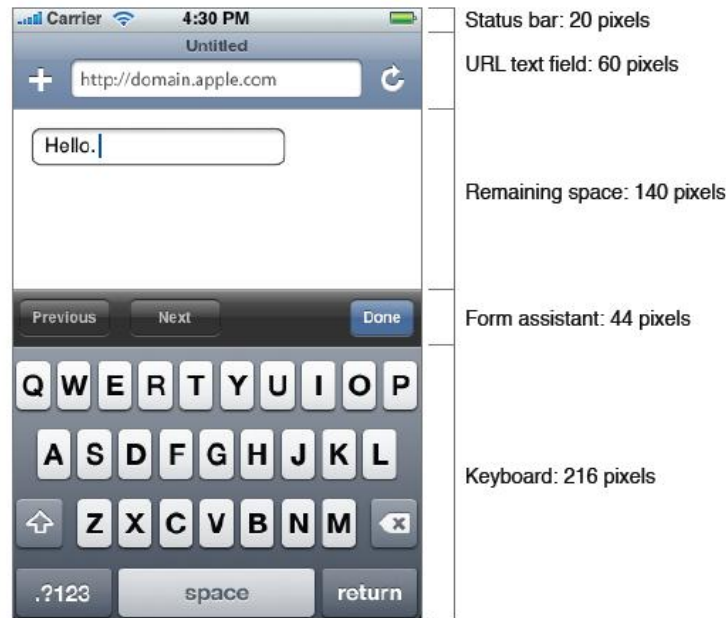 Carrier 4:30 PM
Untitled
http://domain.apple.com
Hello.
Previous Next Done
Q W E R T Y U I O P
A S D F G H J K L
Z X C V B N M
.?123 space return
Status bar: 20 pixels
URL text field: 60 pixels
Remaining space: 140 pixels
Form assistant: 44 pixels
Keyboard: 216 pixels